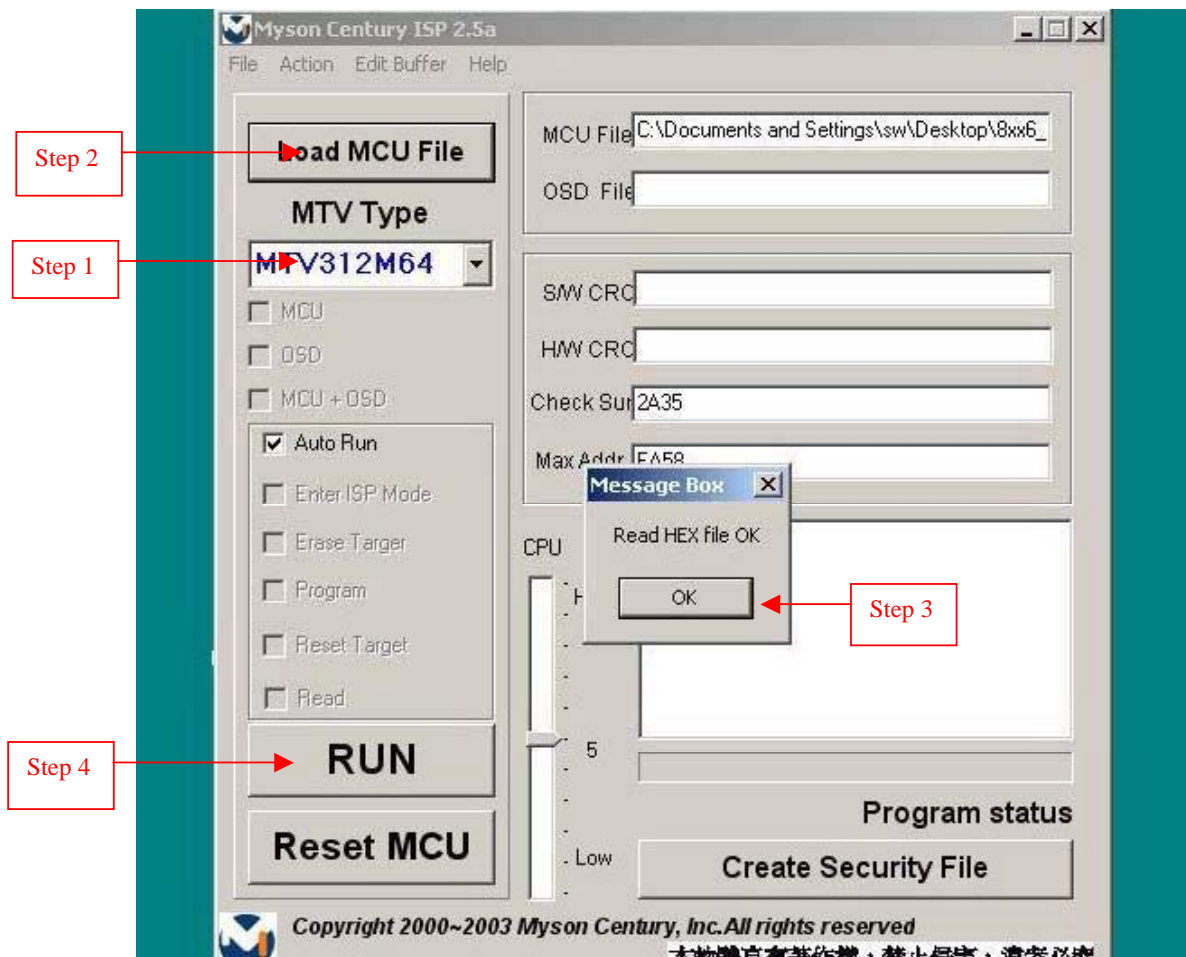 Myson Century ISP 2.5a
File Action Edit Buffer Help
Step 2
Load MCU File
MTV Type
Step 1
MTV312M64
MCU
OSD
MCU + OSD
Auto Run
Enter ISP Mode
Erase Targer
Program
Reset Target
Read
Step 4
RUN
Reset MCU
MCU File C:\Documents and Settings\sw\Desktop\8xx6_
OSD File
S/W CRC
H/W CRC
Check Sur 2A35
Max Addr
Message Box
Read HEX file OK
OK
Step 3
CPU
H
5
Low
Program status
Create Security File
Copyright 2000~2003 Myson Century, Inc.All rights reserved